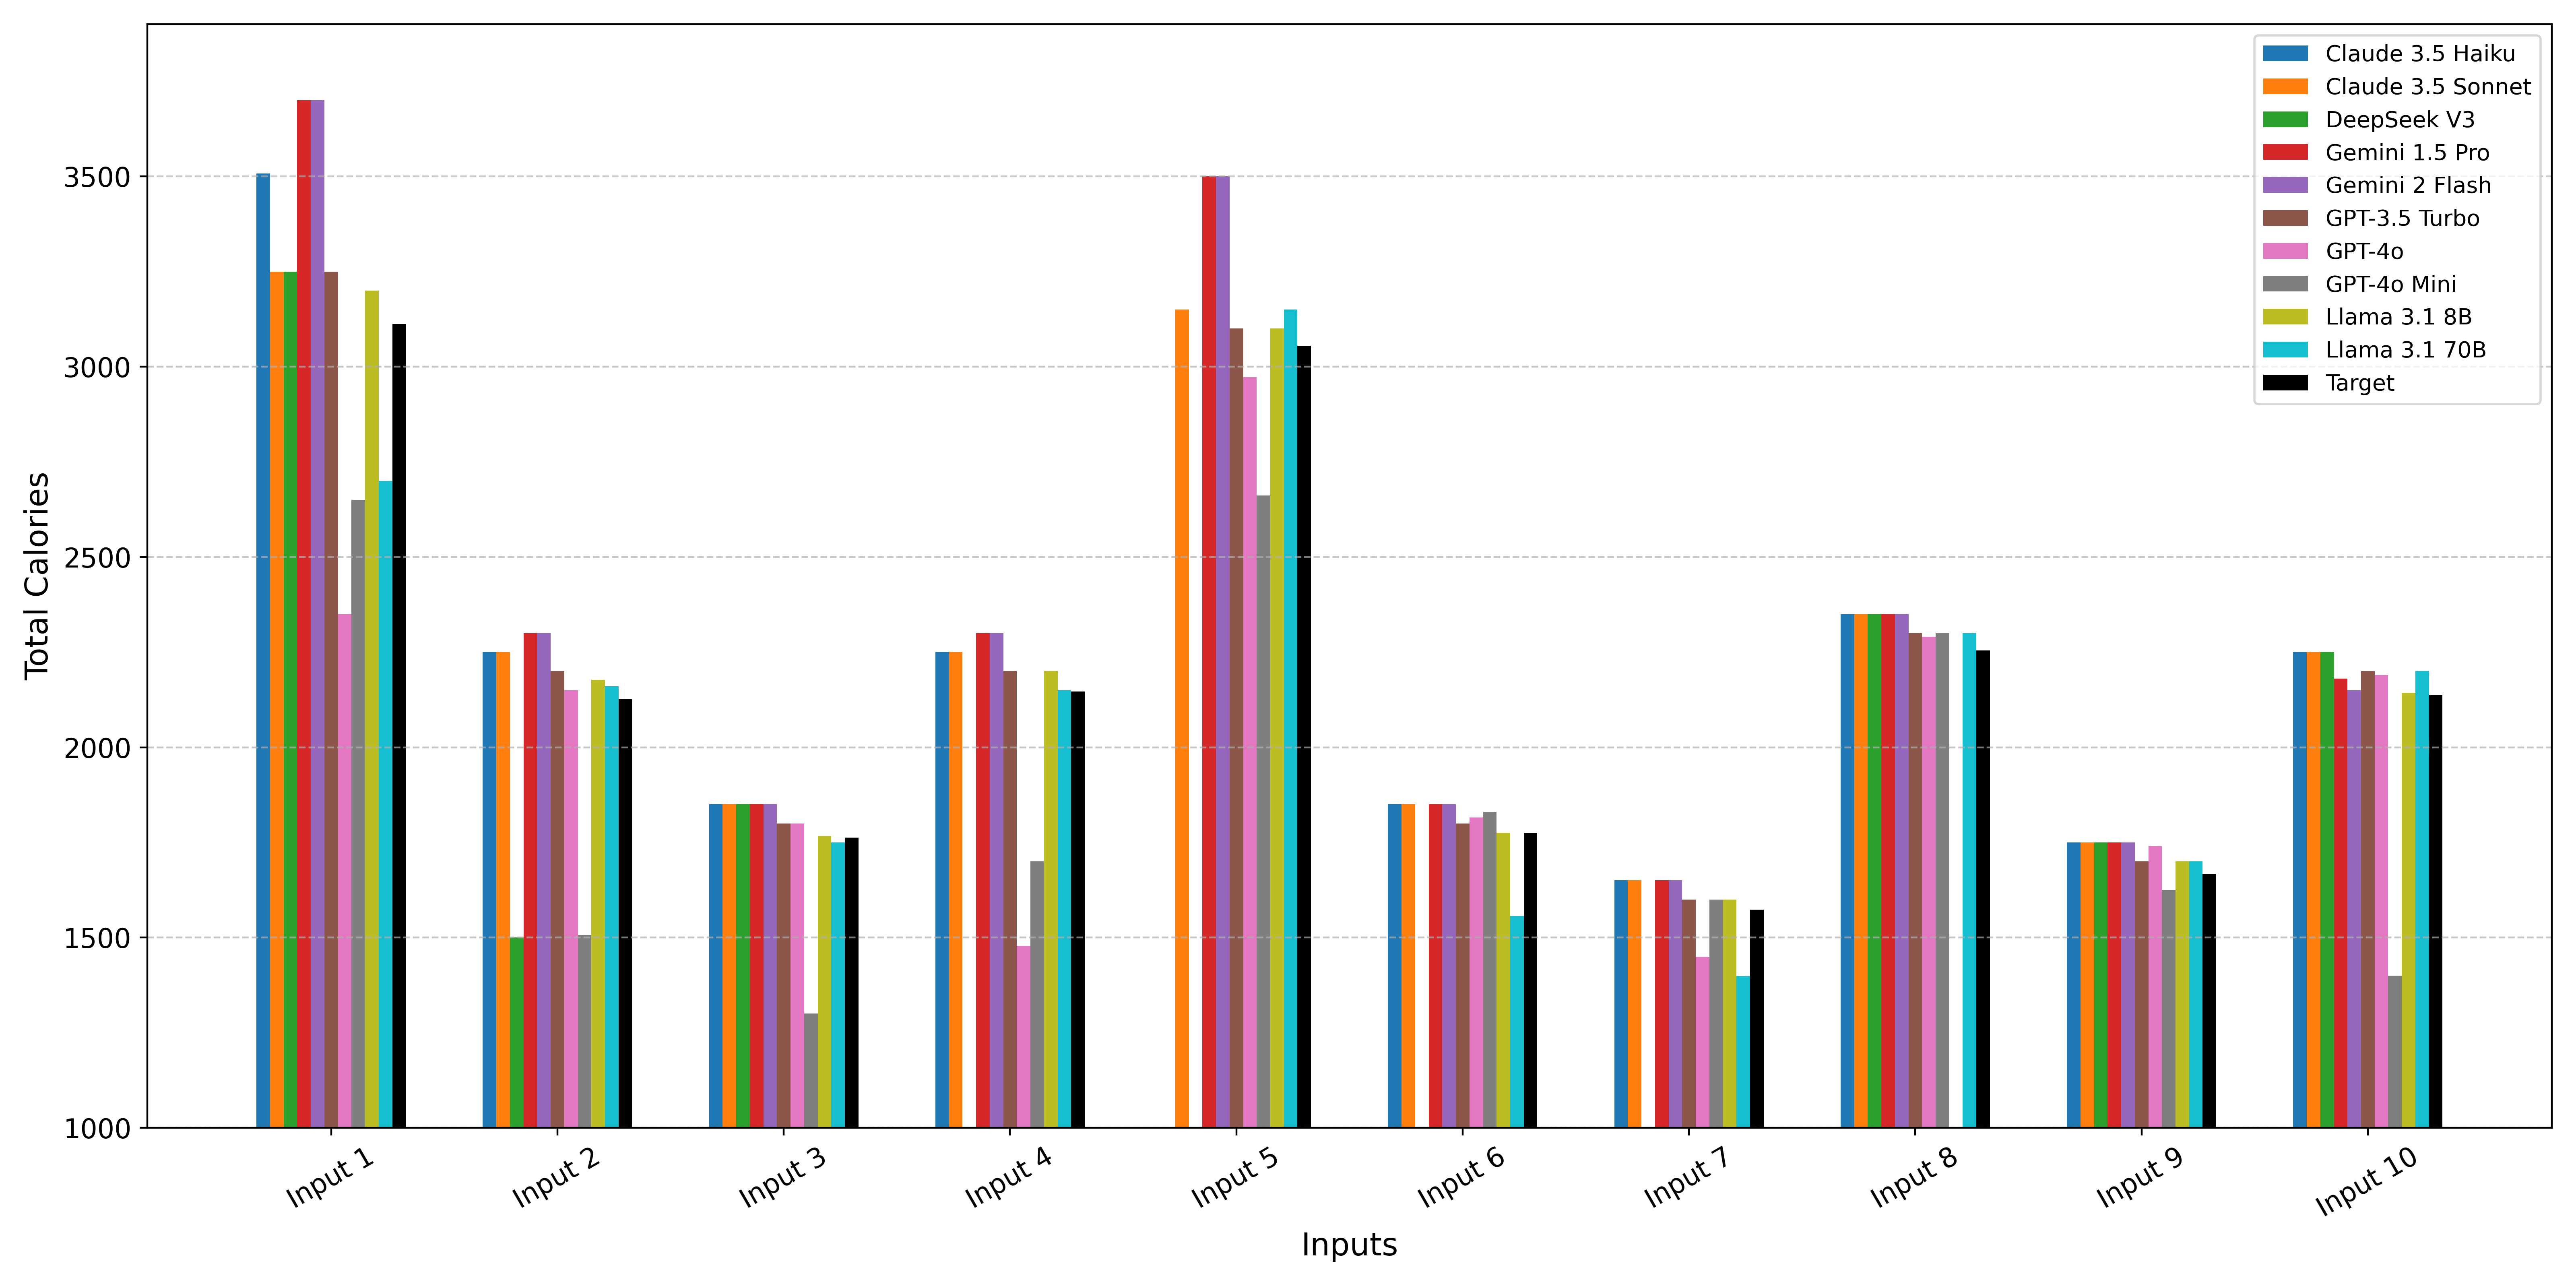 Total Calories
3500
3000
2500
2000
1500
1000
Claude 3.5 Haiku
Claude 3.5 Sonnet
DeepSeek V3
Gemini 1.5 Pro
Gemini 2 Flash
GPT-3.5 Turbo
GPT-4o
GPT-4o Mini
Llama 3.1 8B
Llama 3.1 70B
Target
Input 1
Input 2
Input 3
Input 4
Input 5
Input 6
Input 7
Input 8
Input 9
Input 10
Inputs